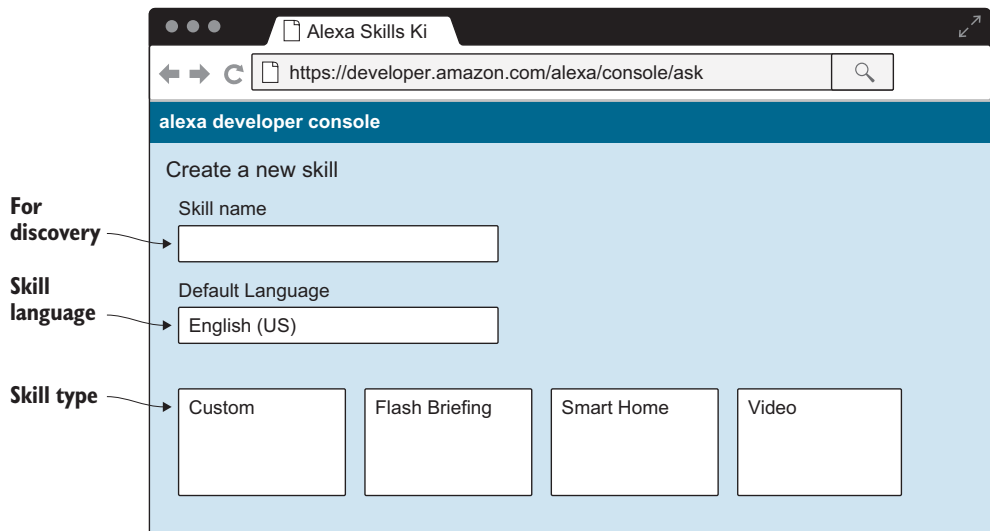 Alexa Skills Ki
https://developer.amazon.com/alexa/console/ask
alexa developer console
Create a new skill
For
discovery
Skill name
Skill
language
Default Language
English (US)
Skill type
Custom
Flash Briefing
Smart Home
Video